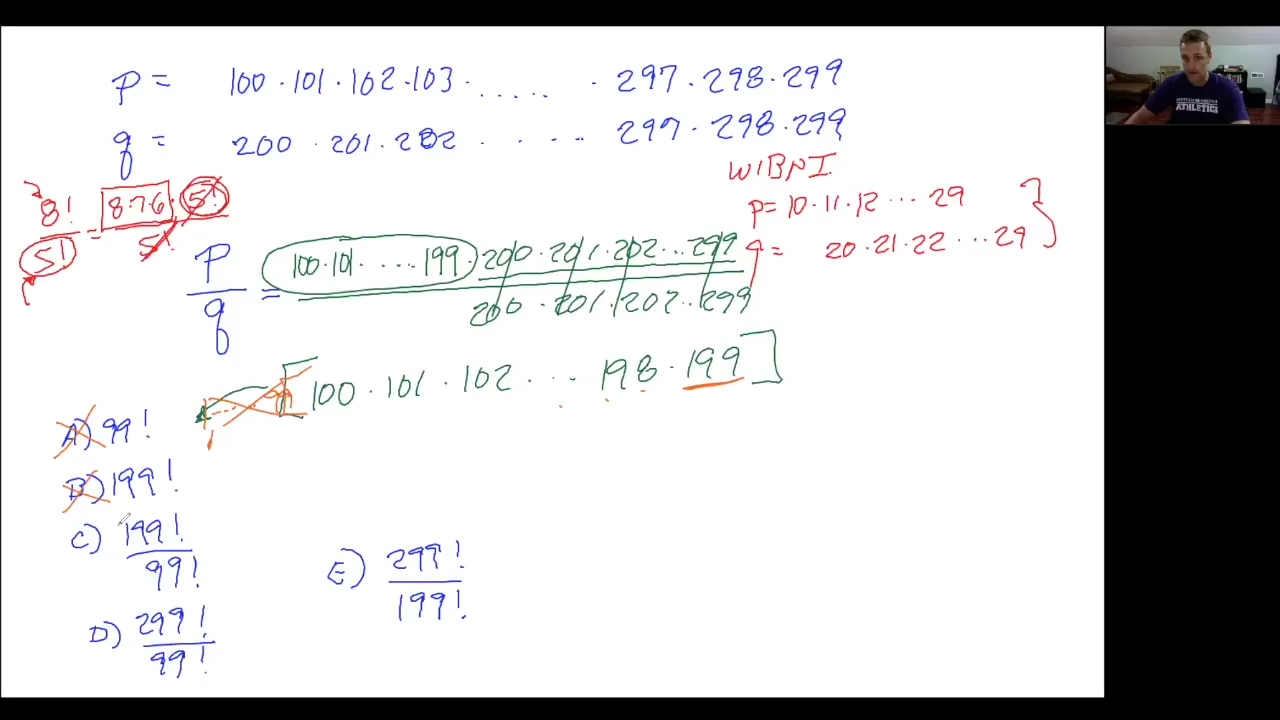 p = 100 · 101 · 102 · 103 · ..... · 297 · 298 · 299
q = 200 · 201 · 202 · .... 297 · 298 · 299
WIBNI
8! / 5! = 8·7·6 · 5! / 5!
p = 10 · 11 · 12 ... 29
q = 20 · 21 · 22 ... 29
p / q = 100 · 101 · .... 199 · 200 · 201 · 202 ... 299 / 200 · 201 · 202 .. 299
100 · 101 · 102 ... 198 · 199
A) 99!
B) 199!
C) 199! / 99!
D) 299! / 99!
E) 299! / 199!
ATHLETICS